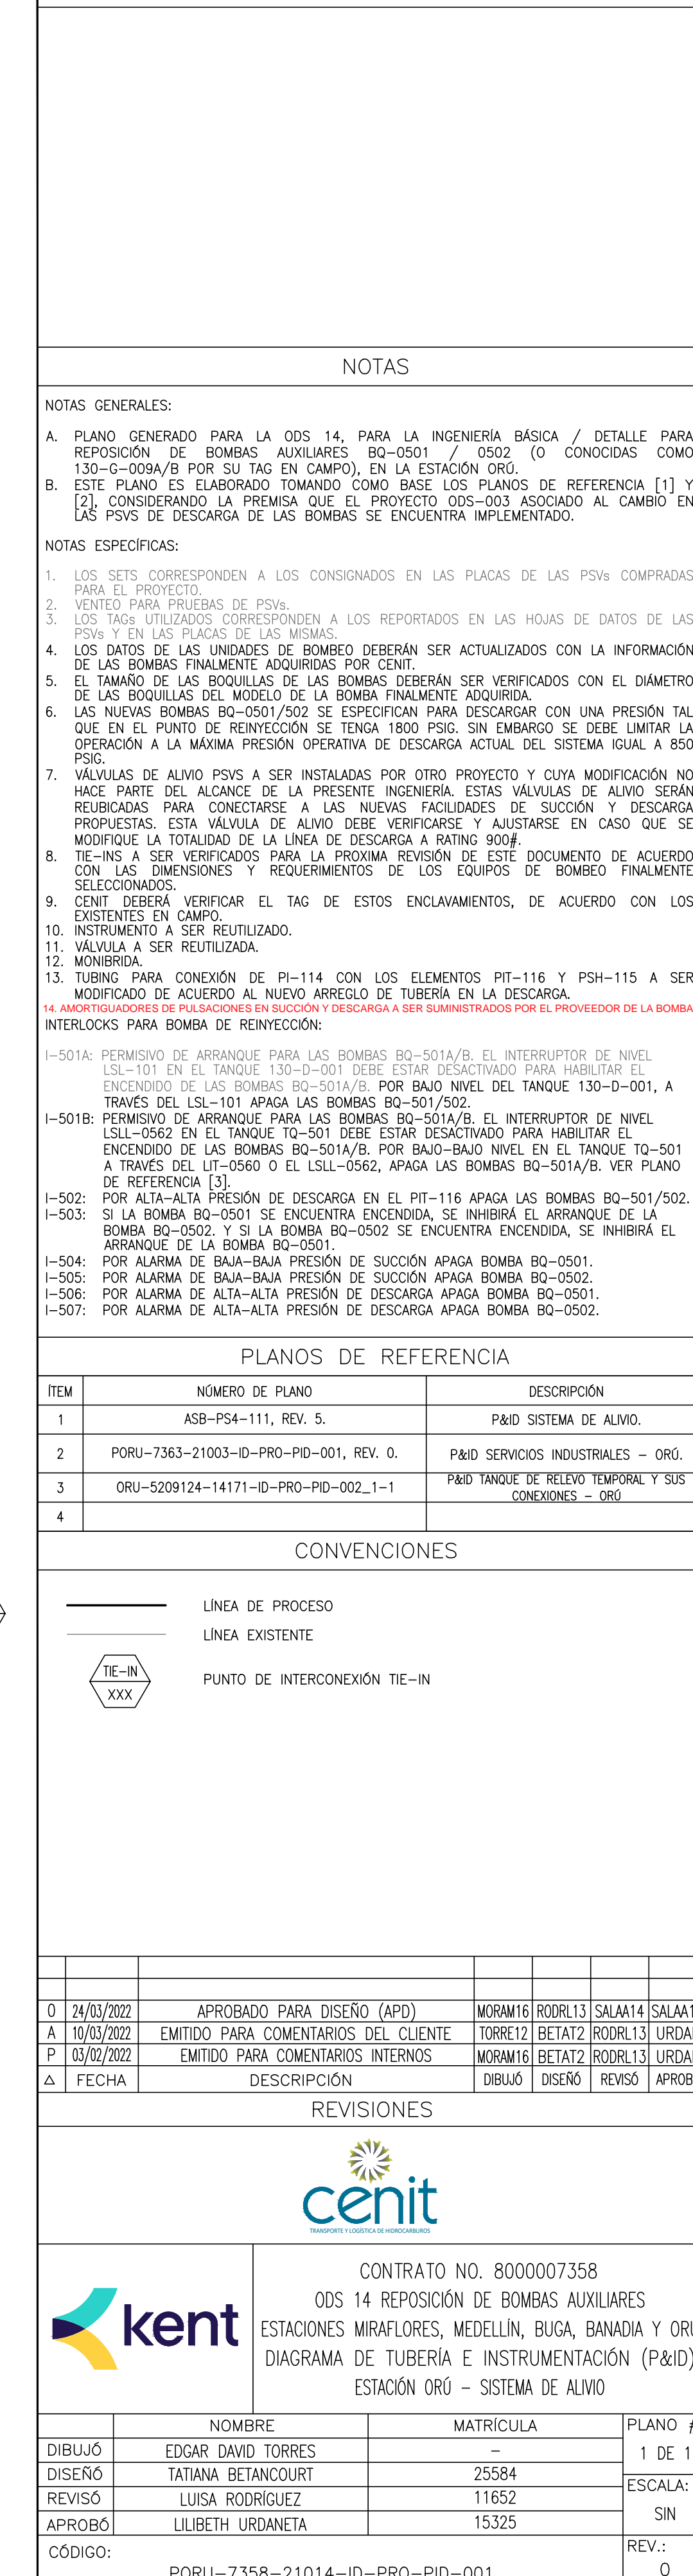 NOTAS
NOTAS GENERALES:
A. PLANO GENERADO PARA LA ODS 14, PARA LA INGENIERÍA BÁSICA / DETALLE PARA
REPOSICIÓN DE BOMBAS AUXILIARES BQ-0501 / 0502 (O CONOCIDAS COMO
130-G-009A/B POR SU TAG EN CAMPO), EN LA ESTACIÓN ORÚ.
B. ESTE PLANO ES ELABORADO TOMANDO COMO BASE LOS PLANOS DE REFERENCIA [1] Y
[2], CONSIDERANDO LA PREMISA QUE EL PROYECTO ODS-003 ASOCIADO AL CAMBIO EN
LAS PSVS DE DESCARGA DE LAS BOMBAS SE ENCUENTRA IMPLEMENTADO.
NOTAS ESPECÍFICAS:
1. LOS SETS CORRESPONDEN A LOS CONSIGNADOS EN LAS PLACAS DE LAS PSVs COMPRADAS
PARA EL PROYECTO.
2. VENTEO PARA PRUEBAS DE PSVs.
3. LOS TAGs UTILIZADOS CORRESPONDEN A LOS REPORTADOS EN LAS HOJAS DE DATOS DE LAS
PSVs Y EN LAS PLACAS DE LAS MISMAS.
4. LOS DATOS DE LAS UNIDADES DE BOMBEO DEBERÁN SER ACTUALIZADOS CON LA INFORMACIÓN
DE LAS BOMBAS FINALMENTE ADQUIRIDAS POR CENIT.
5. EL TAMAÑO DE LAS BOQUILLAS DE LAS BOMBAS DEBERÁN SER VERIFICADOS CON EL DIÁMETRO
DE LAS BOQUILLAS DEL MODELO DE LA BOMBA FINALMENTE ADQUIRIDA.
6. LAS NUEVAS BOMBAS BQ-0501/502 SE ESPECIFICAN PARA DESCARGAR CON UNA PRESIÓN TAL
QUE EN EL PUNTO DE REINYECCIÓN SE TENGA 1800 PSIG. SIN EMBARGO SE DEBE LIMITAR LA
OPERACIÓN A LA MÁXIMA PRESIÓN OPERATIVA DE DESCARGA ACTUAL DEL SISTEMA IGUAL A 850
PSIG.
7. VÁLVULAS DE ALIVIO PSVS A SER INSTALADAS POR OTRO PROYECTO Y CUYA MODIFICACIÓN NO
HACE PARTE DEL ALCANCE DE LA PRESENTE INGENIERÍA. ESTAS VÁLVULAS DE ALIVIO SERÁN
REUBICADAS PARA CONECTARSE A LAS NUEVAS FACILIDADES DE SUCCIÓN Y DESCARGA
PROPUESTAS. ESTA VÁLVULA DE ALIVIO DEBE VERIFICARSE Y AJUSTARSE EN CASO QUE SE
MODIFIQUE LA TOTALIDAD DE LA LÍNEA DE DESCARGA A RATING 900#.
8. TIE-INS A SER VERIFICADOS PARA LA PROXIMA REVISIÓN DE ESTE DOCUMENTO DE ACUERDO
CON LAS DIMENSIONES Y REQUERIMIENTOS DE LOS EQUIPOS DE BOMBEO FINALMENTE
SELECCIONADOS.
9. CENIT DEBERÁ VERIFICAR EL TAG DE ESTOS ENCLAVAMIENTOS, DE ACUERDO CON LOS
EXISTENTES EN CAMPO.
10. INSTRUMENTO A SER REUTILIZADO.
11. VÁLVULA A SER REUTILIZADA.
12. MONIBRIDA.
13. TUBING PARA CONEXIÓN DE PI-114 CON LOS ELEMENTOS PIT-116 Y PSH-115 A SER
MODIFICADO DE ACUERDO AL NUEVO ARREGLO DE TUBERÍA EN LA DESCARGA.
14. AMORTIGUADORES DE PULSACIONES EN SUCCIÓN Y DESCARGA A SER SUMINISTRADOS POR EL PROVEEDOR DE LA BOMBA
INTERLOCKS PARA BOMBA DE REINYECCIÓN:
I-501A: PERMISIVO DE ARRANQUE PARA LAS BOMBAS BQ-501A/B. EL INTERRUPTOR DE NIVEL
LSL-101 EN EL TANQUE 130-D-001 DEBE ESTAR DESACTIVADO PARA HABILITAR EL
ENCENDIDO DE LAS BOMBAS BQ-501A/B. POR BAJO NIVEL DEL TANQUE 130-D-001, A
TRAVÉS DEL LSL-101 APAGA LAS BOMBAS BQ-501/502.
I-501B: PERMISIVO DE ARRANQUE PARA LAS BOMBAS BQ-501A/B. EL INTERRUPTOR DE NIVEL
LSLL-0562 EN EL TANQUE TQ-501 DEBE ESTAR DESACTIVADO PARA HABILITAR EL
ENCENDIDO DE LAS BOMBAS BQ-501A/B. POR BAJO-BAJO NIVEL EN EL TANQUE TQ-501
A TRAVÉS DEL LIT-0560 O EL LSLL-0562, APAGA LAS BOMBAS BQ-501A/B. VER PLANO
DE REFERENCIA [3].
I-502: POR ALTA-ALTA PRESIÓN DE DESCARGA EN EL PIT-116 APAGA LAS BOMBAS BQ-501/502.
I-503: SI LA BOMBA BQ-0501 SE ENCUENTRA ENCENDIDA, SE INHIBIRÁ EL ARRANQUE DE LA
BOMBA BQ-0502. Y SI LA BOMBA BQ-0502 SE ENCUENTRA ENCENDIDA, SE INHIBIRÁ EL
ARRANQUE DE LA BOMBA BQ-0501.
I-504: POR ALARMA DE BAJA-BAJA PRESIÓN DE SUCCIÓN APAGA BOMBA BQ-0501.
I-505: POR ALARMA DE BAJA-BAJA PRESIÓN DE SUCCIÓN APAGA BOMBA BQ-0502.
I-506: POR ALARMA DE ALTA-ALTA PRESIÓN DE DESCARGA APAGA BOMBA BQ-0501.
I-507: POR ALARMA DE ALTA-ALTA PRESIÓN DE DESCARGA APAGA BOMBA BQ-0502.
PLANOS DE REFERENCIA
ÍTEM NÚMERO DE PLANO DESCRIPCIÓN
1 ASB-PS4-111, REV. 5. P&ID SISTEMA DE ALIVIO.
2 PORU-7363-21003-ID-PRO-PID-001, REV. 0. P&ID SERVICIOS INDUSTRIALES - ORÚ.
3 ORU-5209124-14171-ID-PRO-PID-002_1-1 P&ID TANQUE DE RELEVO TEMPORAL Y SUS
CONEXIONES - ORÚ
4
CONVENCIONES
LÍNEA DE PROCESO
LÍNEA EXISTENTE
TIE-IN
XXX
PUNTO DE INTERCONEXIÓN TIE-IN
0 24/03/2022 APROBADO PARA DISEÑO (APD) MORAM16 RODRL13 SALAA14 SALAA1
A 10/03/2022 EMITIDO PARA COMENTARIOS DEL CLIENTE TORRE12 BETAT2 RODRL13 URDA
P 03/02/2022 EMITIDO PARA COMENTARIOS INTERNOS MORAM16 BETAT2 RODRL13 URDA
△ FECHA DESCRIPCIÓN DIBUJÓ DISEÑÓ REVISÓ APROB
REVISIONES
cenit
TRANSPORTE Y LOGÍSTICA DE HIDROCARBUROS
kent
CONTRATO NO. 8000007358
ODS 14 REPOSICIÓN DE BOMBAS AUXILIARES
ESTACIONES MIRAFLORES, MEDELLÍN, BUGA, BANADIA Y ORU
DIAGRAMA DE TUBERÍA E INSTRUMENTACIÓN (P&ID)
ESTACIÓN ORÚ - SISTEMA DE ALIVIO
NOMBRE MATRÍCULA PLANO #
DIBUJÓ EDGAR DAVID TORRES - 1 DE 1
DISEÑÓ TATIANA BETANCOURT 25584
ESCALA:
REVISÓ LUISA RODRÍGUEZ 11652
SIN
APROBÓ LILIBETH URDANETA 15325
CÓDIGO: REV.:
PORU-7358-21014-ID-PRO-PID-001 0